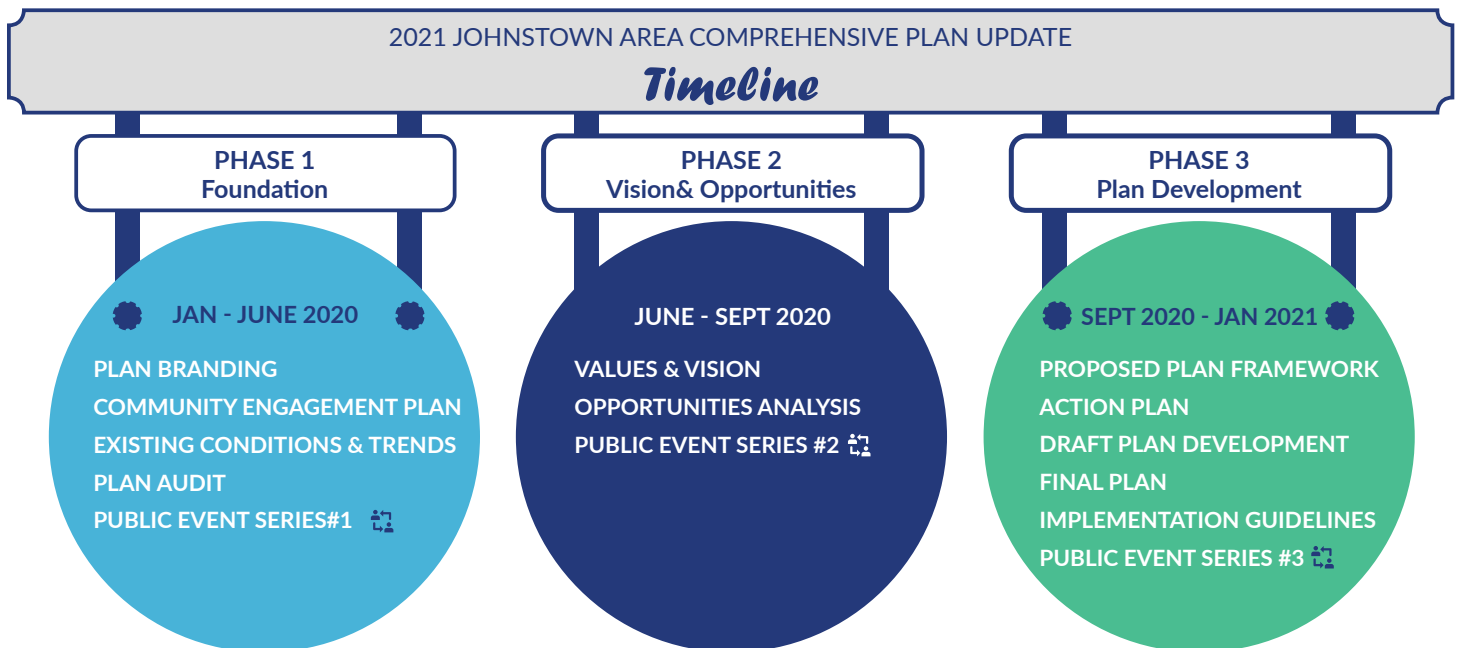 2021 JOHNSTOWN AREA COMPREHENSIVE PLAN UPDATE
Timeline
PHASE 1
Foundation
JAN - JUNE 2020
PLAN BRANDING
COMMUNITY ENGAGEMENT PLAN
EXISTING CONDITIONS & TRENDS
PLAN AUDIT
PUBLIC EVENT SERIES#1
PHASE 2
Vision& Opportunities
JUNE - SEPT 2020
VALUES & VISION
OPPORTUNITIES ANALYSIS
PUBLIC EVENT SERIES #2
PHASE 3
Plan Development
SEPT 2020 - JAN 2021
PROPOSED PLAN FRAMEWORK
ACTION PLAN
DRAFT PLAN DEVELOPMENT
FINAL PLAN
IMPLEMENTATION GUIDELINES
PUBLIC EVENT SERIES #3